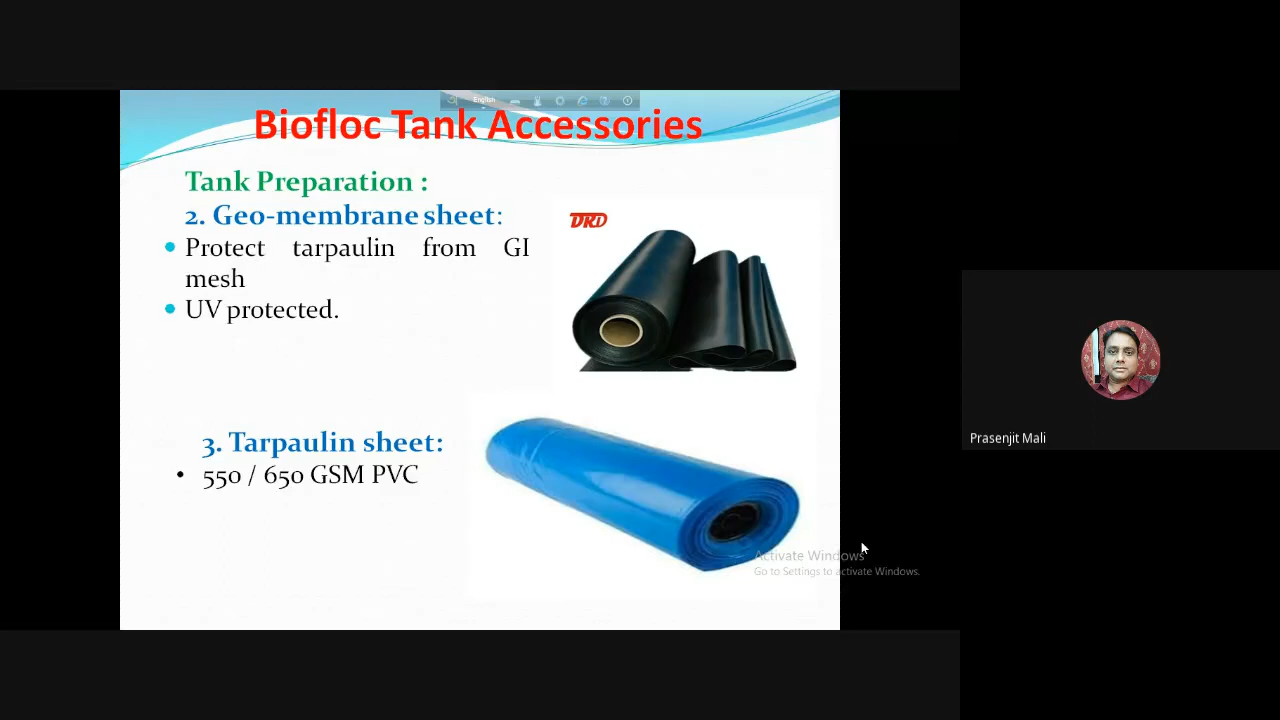 English
Biofloc Tank Accessories
Tank Preparation :
2. Geo-membrane sheet:
Protect tarpaulin from GI
mesh
UV protected.
DRD
3. Tarpaulin sheet:
• 550 / 650 GSM PVC
Activate Windows
Go to Settings to activate Windows.
Prasenjit Mali